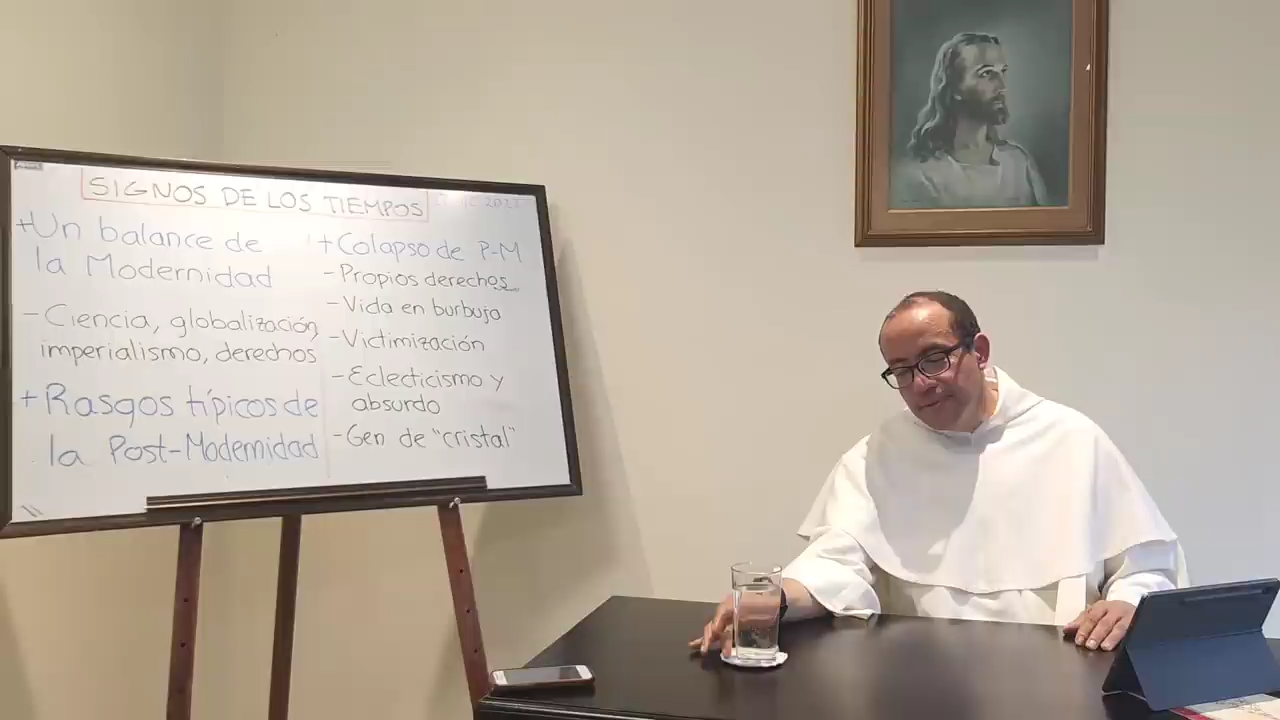 SIGNOS DE LOS TIEMPOS
+Un balance de
la Modernidad
- Ciencia, globalización,
imperialismo, derechos
+Rasgos típicos de
la Post-Modernidad
+Colapso de P-M
- Propios derechos...
- Vida en burbuja
- Victimización
- Eclecticismo y
absurdo
- Gen de "cristal"